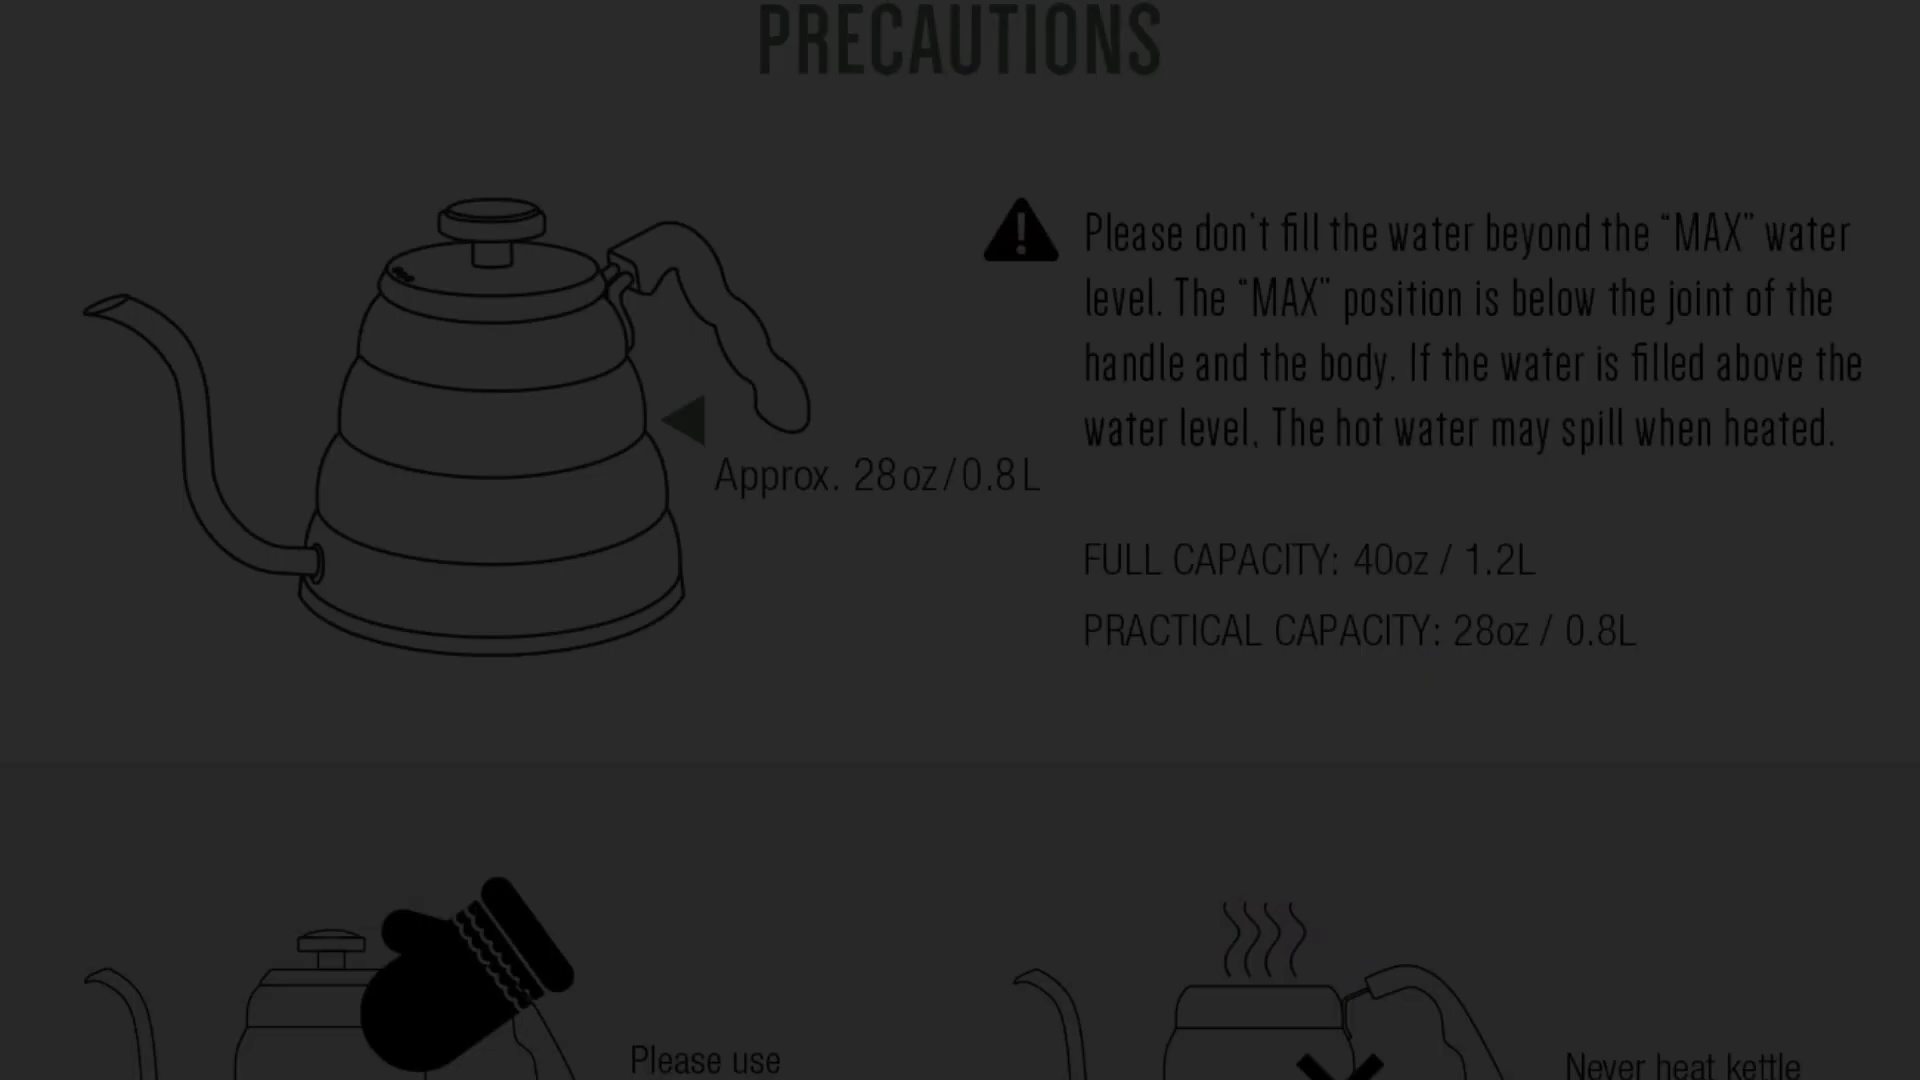 PRECAUTIONS
Please don't fill the water beyond the “MAX” water
level. The “MAX” position is below the joint of the
handle and the body. If the water is filled above the
water level, The hot water may spill when heated.
Approx. 28oz/0.8L
FULL CAPACITY: 40oz / 1.2L
PRACTICAL CAPACITY: 28oz / 0.8L
Please use
Never heat kettle